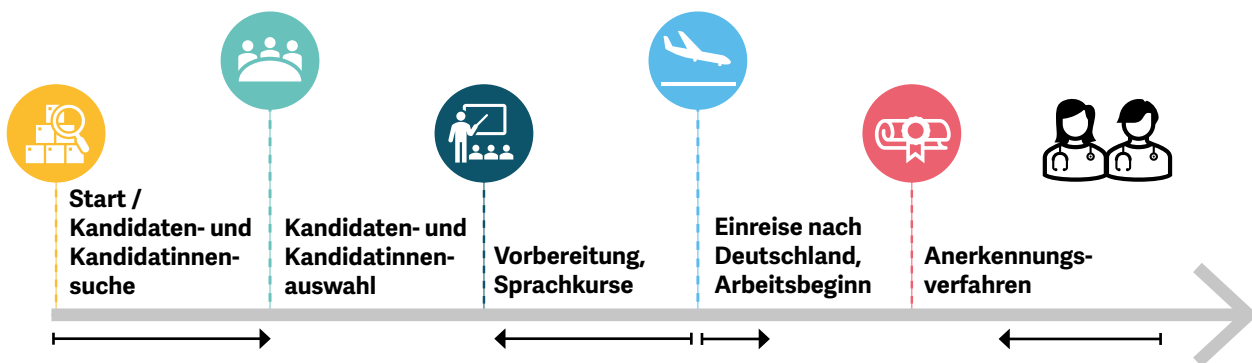 Start /
Kandidaten- und
Kandidatinnen-
suche
Kandidaten- und
Kandidatinnen-
auswahl
Vorbereitung,
Sprachkurse
Einreise nach
Deutschland,
Arbeitsbeginn
Anerkennungs-
verfahren